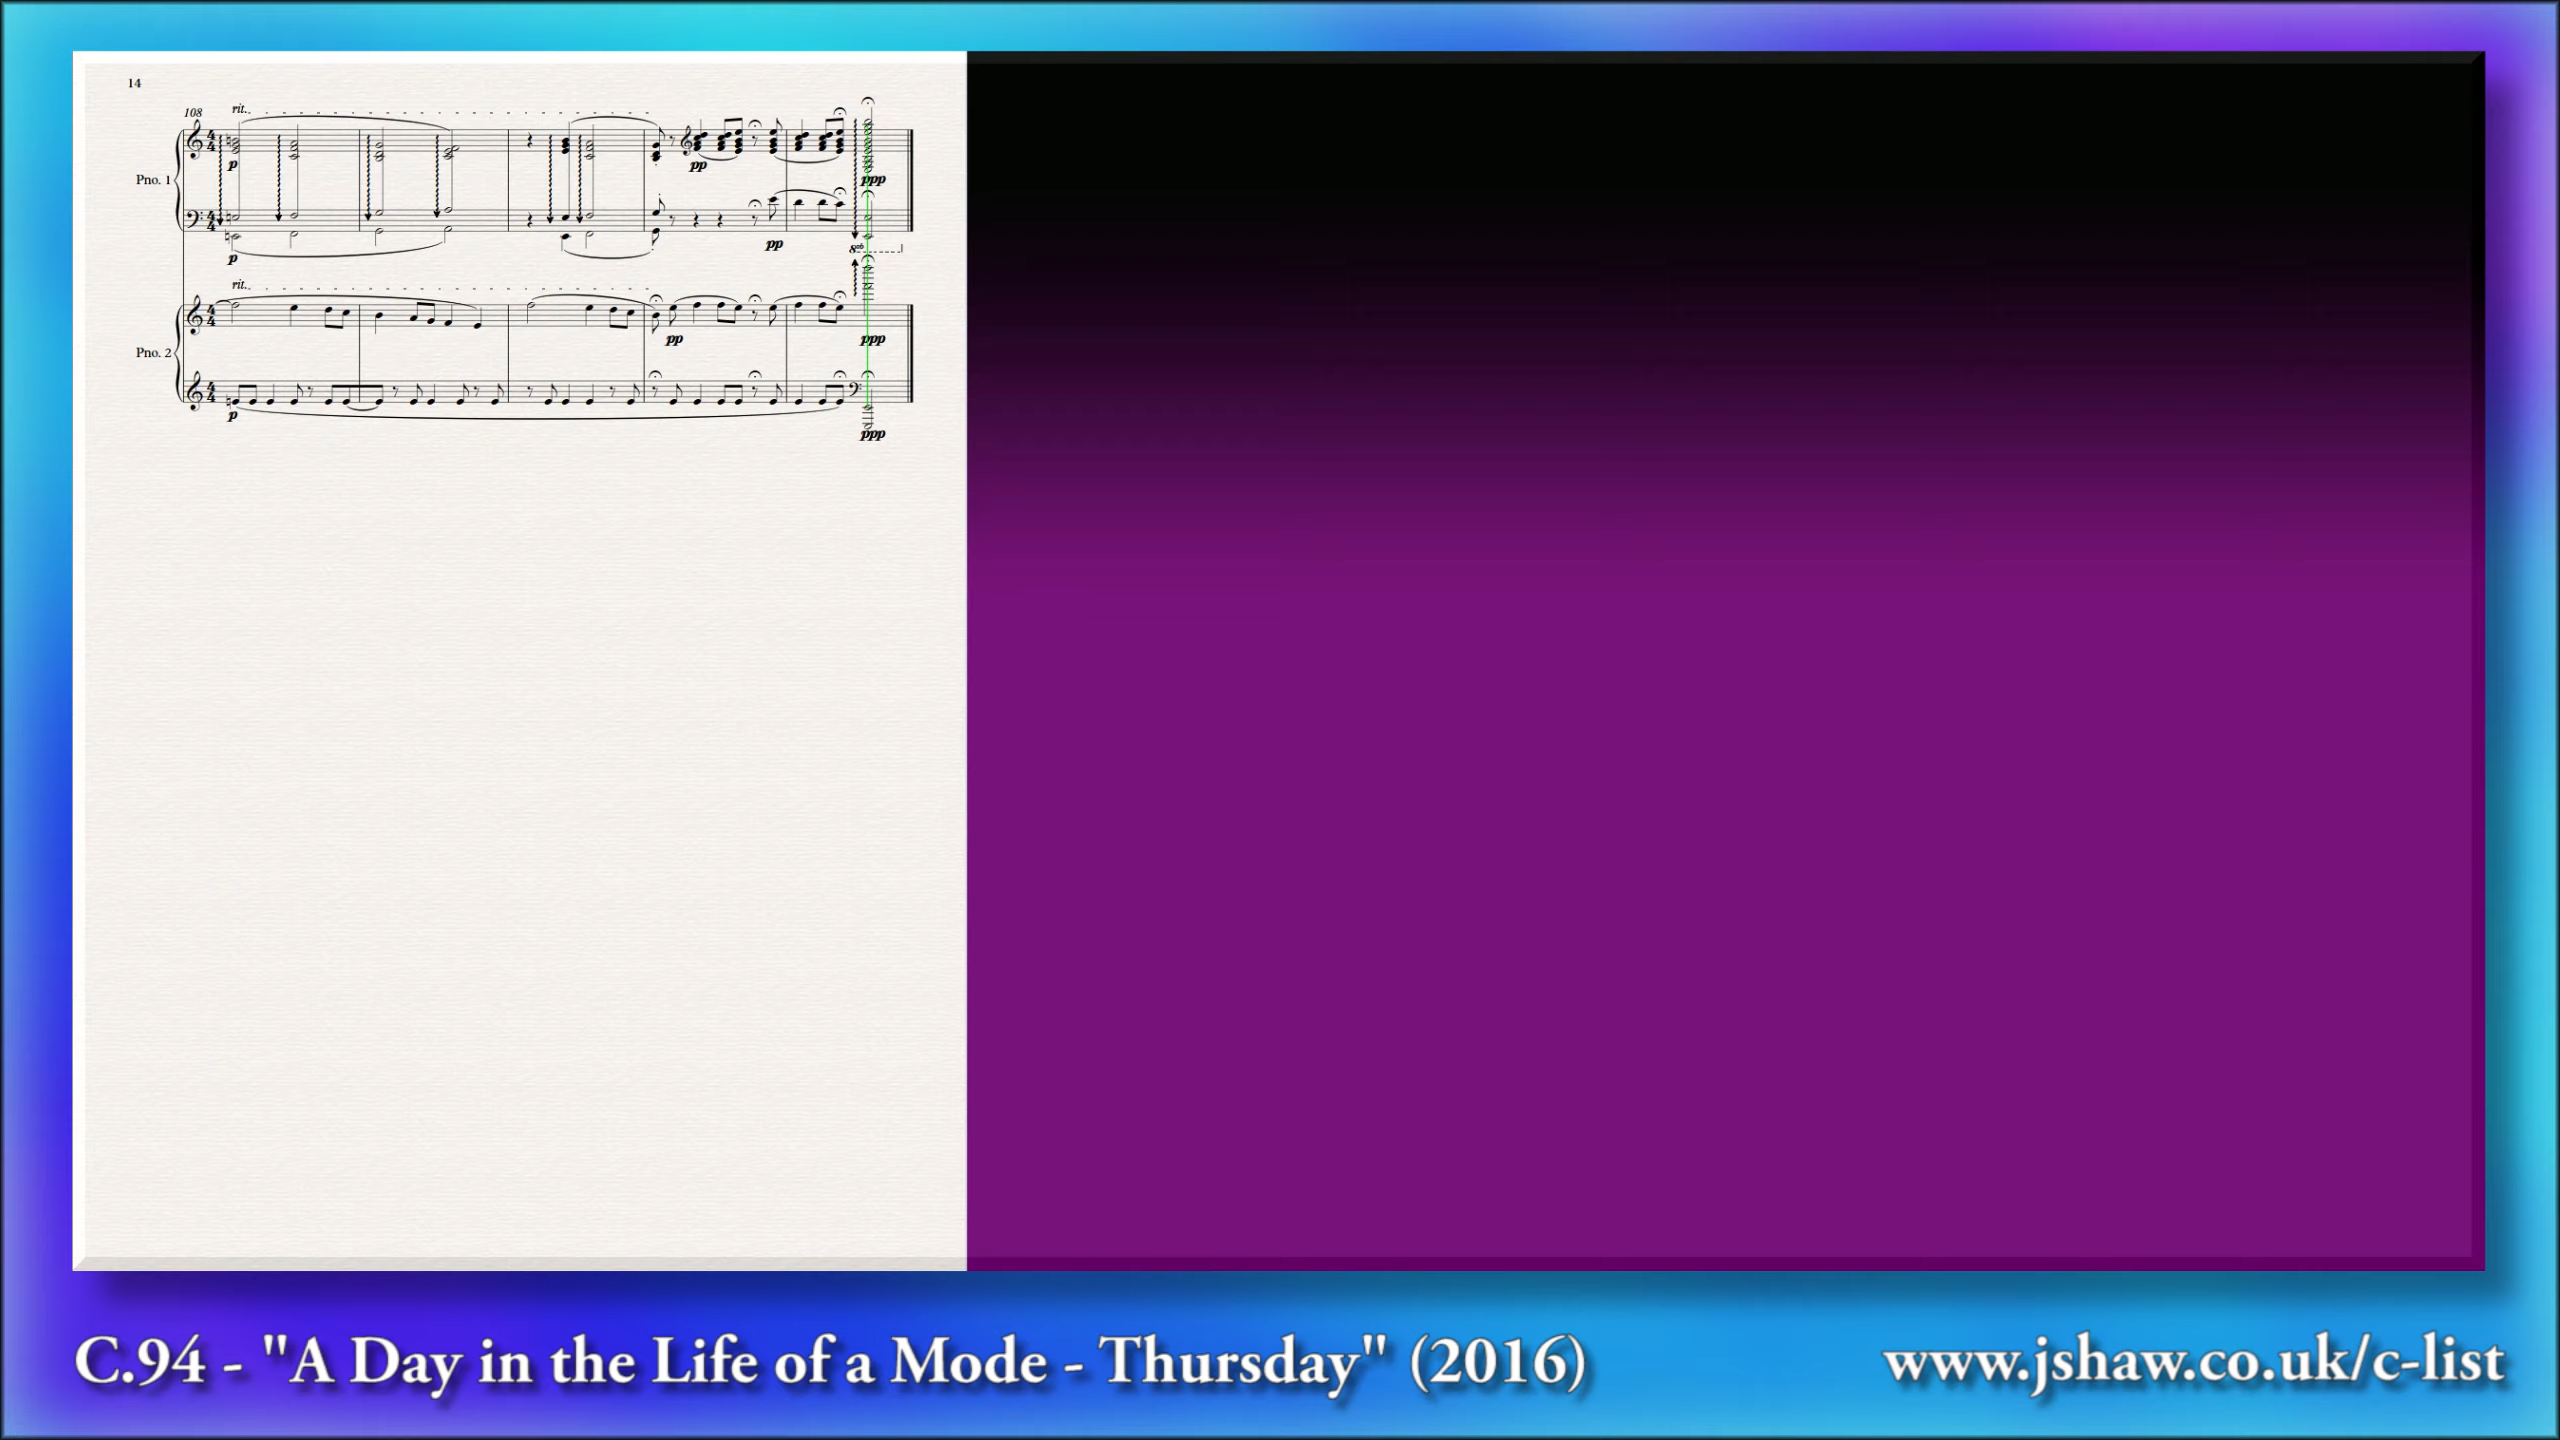 14
108
rit.
p
pp
ppp
Pno. 1
p
pp
8vb
rit.
pp
ppp
Pno. 2
p
ppp
C.94 - "A Day in the Life of a Mode - Thursday" (2016)
www.jshaw.co.uk/c-list